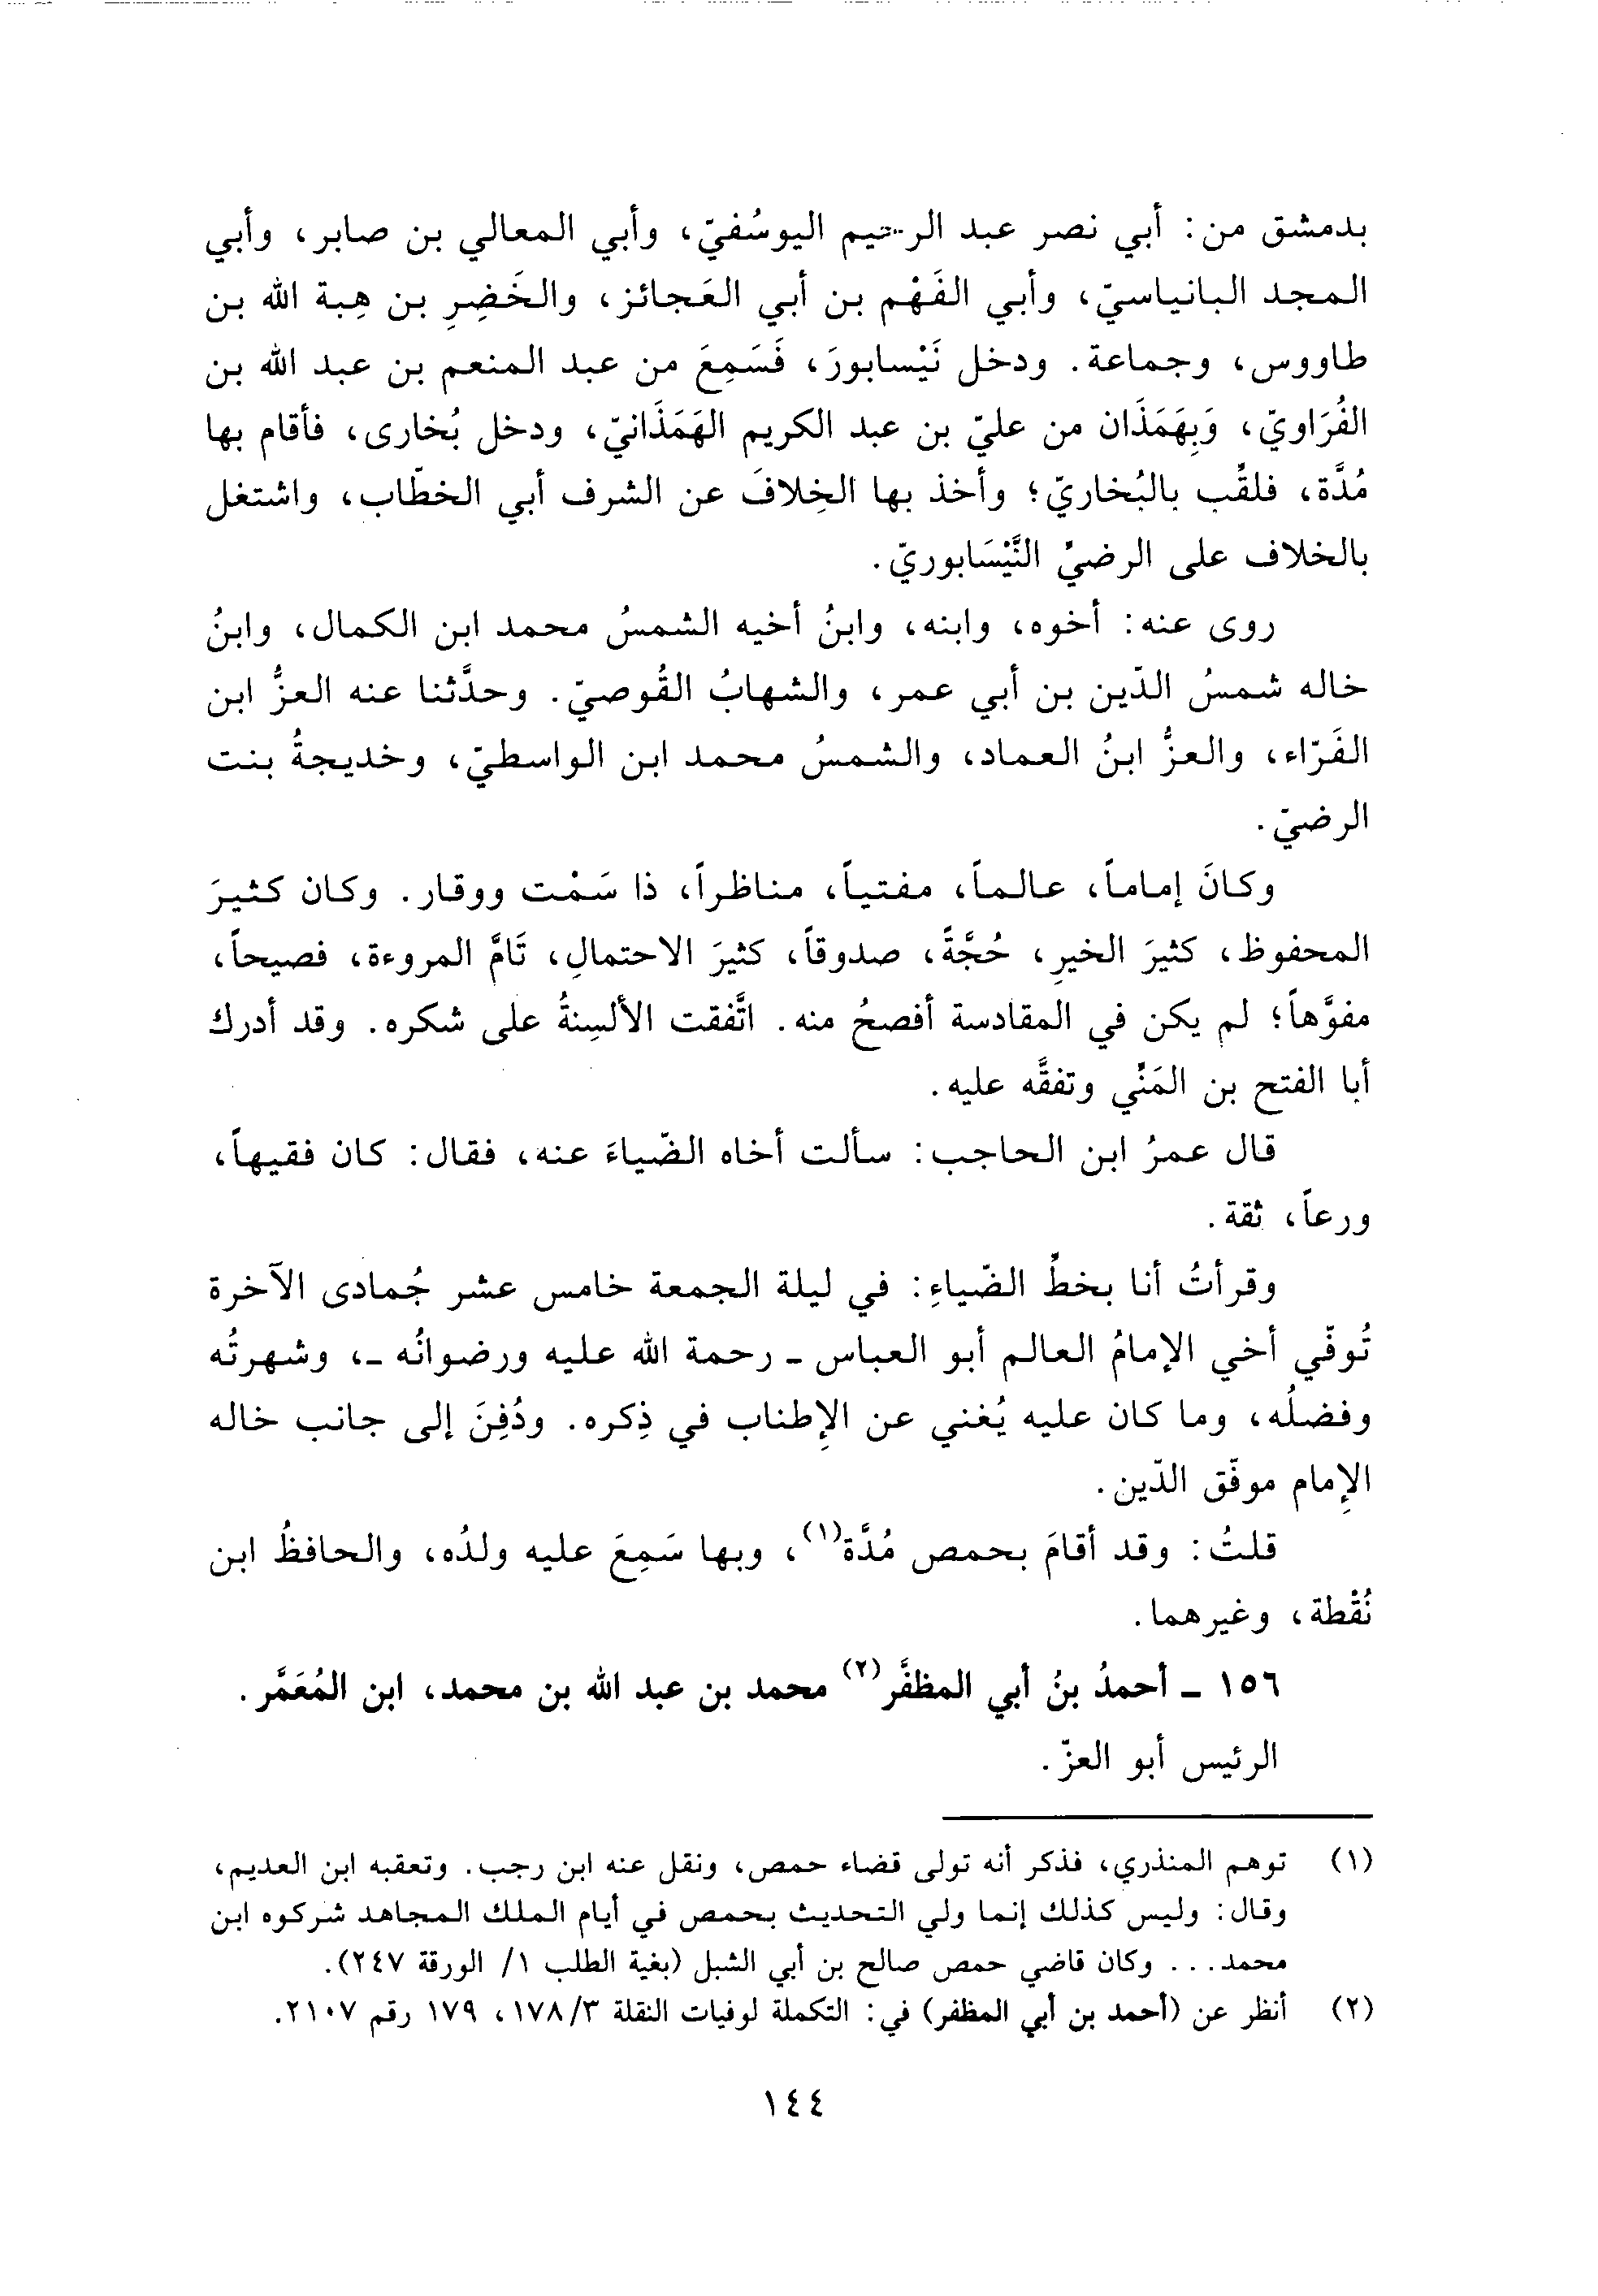 بدمشق من: أبي نصر عبد الرحيم اليوسُفيّ، وأبي المعالي بن صابر، وأبي
المجد البانياسيّ، وأبي الفَهْم بن أبي العَجائز، والخَضِرِ بن هِبة الله بن
طاووس، وجماعة. ودخل نَيْسابورَ، فَسَمِعَ من عبد المنعم بن عبد الله بن
الفُرَاويّ، وَبِهَمَذَان من عليّ بن عبد الكريم الهَمَذَانيّ، ودخل بُخارى، فأقام بها
مُدَّة، فلقِّب بالبُخاريّ؛ وأخذ بها الخِلافَ عن الشرف أبي الخطّاب، واشتغل
بالخلاف على الرضيِّ النَّيْسَابوريّ.
روى عنه: أخوه، وابنه، وابنُ أخيه الشمسُ محمد ابن الكمال، وابنُ
خاله شمسُ الدّين بن أبي عمر، والشهابُ القُوصيّ. وحدَّثنا عنه العزُّ ابن
الفَرّاء، والعزُّ ابنُ العماد، والشمسُ محمد ابن الواسطيّ، وخديجةُ بنت
الرضيّ.
وكانَ إماماً، عالماً، مفتياً، مناظراً، ذا سَمْت ووقار. وكان كثيرَ
المحفوظ، كثيرَ الخيرِ، حُجَّةً، صدوقاً، كثيرَ الاحتمالِ، تَامَّ المروءة، فصيحاً،
مفوَّهاً؛ لم يكن في المقادسة أفصحُ منه. اتَّفقت الألسِنةُ على شكره. وقد أدرك
أبا الفتح بن المَنِّي وتفقَّه عليه.
قال عمرُ ابن الحاجب: سألت أخاه الضّياءَ عنه، فقال: كان فقيهاً،
ورعاً، ثقة.
وقرأتُ أنا بخطِّ الضّياءِ: في ليلة الجمعة خامس عشر جُمادى الآخرة
تُوفّي أخي الإمامُ العالم أبو العباس ـ رحمة الله عليه ورضوانُه ـ، وشهرتُه
وفضلُه، وما كان عليه يُغني عن الإطناب في ذِكره. ودُفِنَ إلى جانب خاله
الإمام موفّق الدّين.
قلتُ: وقد أقامَ بحمص مُدَّة(١)، وبها سَمِعَ عليه ولدُه، والحافظُ ابن
نُقْطة، وغيرهما.
١٥٦ ـ أحمدُ بنُ أبي المظفَّر(٢) محمد بن عبد الله بن محمد، ابن المُعَمَّر.
الرئيس أبو العزّ.
(١) توهم المنذري، فذكر أنه تولى قضاء حمص، ونقل عنه ابن رجب. وتعقبه ابن العديم،
وقال: وليس كذلك إنما ولي التحديث بحمص في أيام الملك المجاهد شركوه ابن
محمد... وكان قاضي حمص صالح بن أبي الشبل (بغية الطلب ١/ الورقة ٢٤٧).
(٢) أنظر عن (أحمد بن أبي المظفر) في: التكملة لوفيات النقلة ١٧٨/٣، ١٧٩ رقم ٢١٠٧.
١٤٤